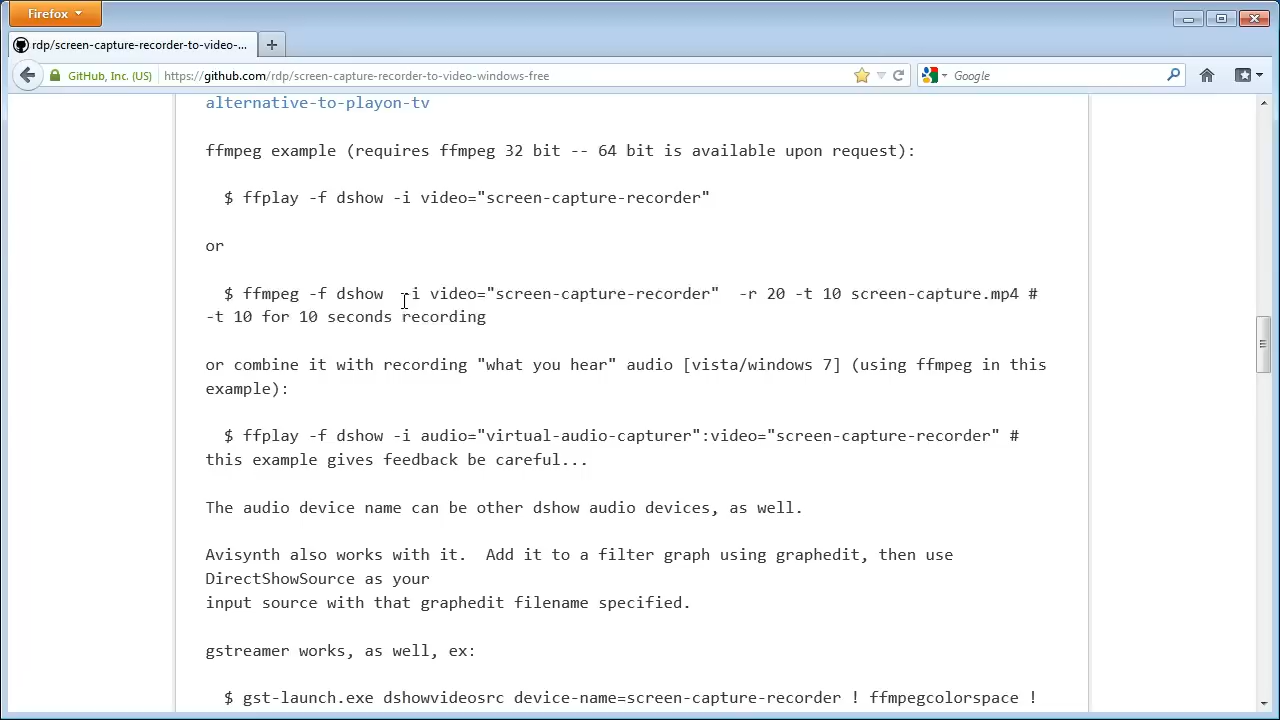 Firefox
rdp/screen-capture-recorder-to-video-...
GitHub, Inc. (US)
https://github.com/rdp/screen-capture-recorder-to-video-windows-free
Google
alternative-to-playon-tv
ffmpeg example (requires ffmpeg 32 bit -- 64 bit is available upon request):
$ ffplay -f dshow -i video="screen-capture-recorder"
or
$ ffmpeg -f dshow  -i video="screen-capture-recorder"  -r 20 -t 10 screen-capture.mp4 #
-t 10 for 10 seconds recording
or combine it with recording "what you hear" audio [vista/windows 7] (using ffmpeg in this
example):
$ ffplay -f dshow -i audio="virtual-audio-capturer":video="screen-capture-recorder" #
this example gives feedback be careful...
The audio device name can be other dshow audio devices, as well.
Avisynth also works with it.  Add it to a filter graph using graphedit, then use
DirectShowSource as your
input source with that graphedit filename specified.
gstreamer works, as well, ex:
$ gst-launch.exe dshowvideosrc device-name=screen-capture-recorder ! ffmpegcolorspace !